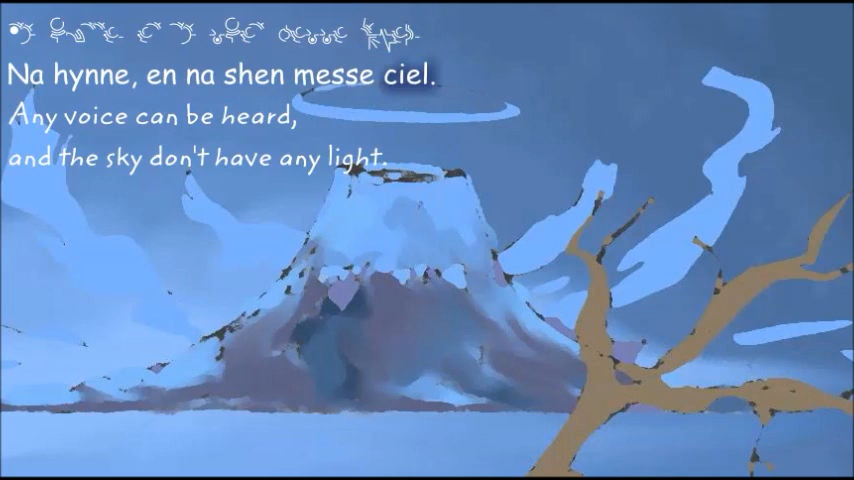 Na hynne, en na shen messe ciel.
Any voice can be heard,
and the sky don't have any light.